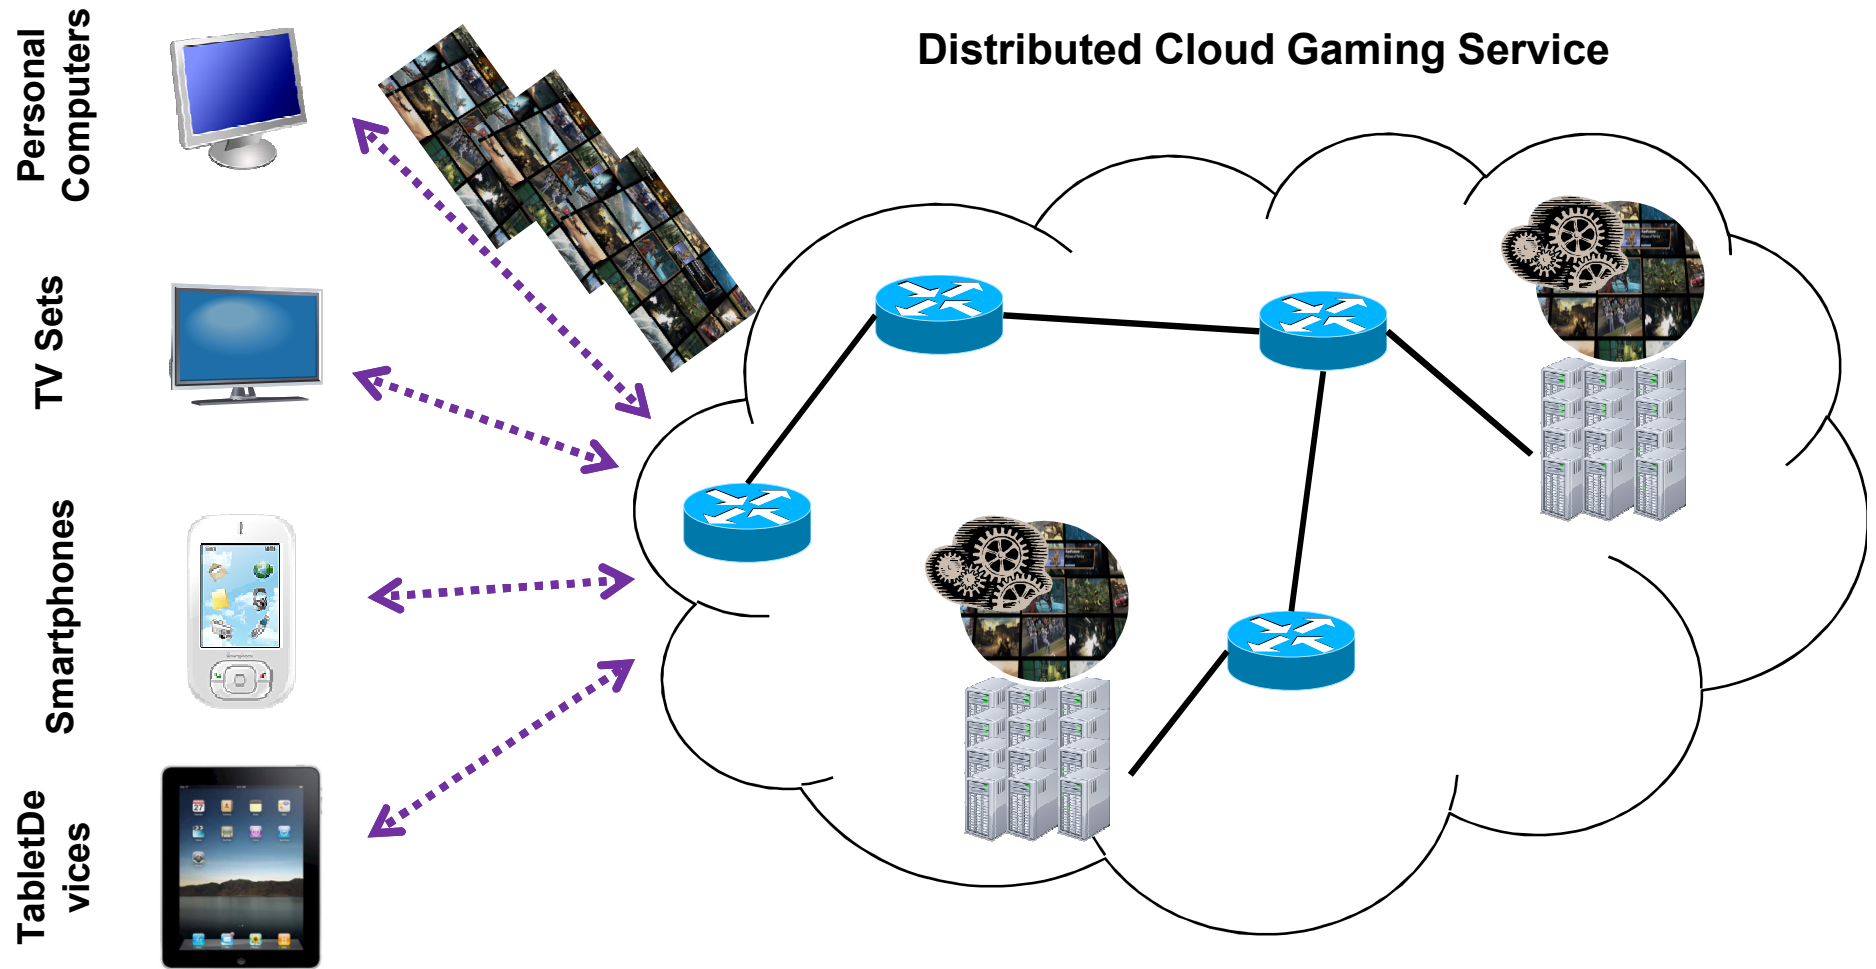 Distributed Cloud Gaming Service
Personal
Computers
TV Sets
Smartphones
TabletDe
vices